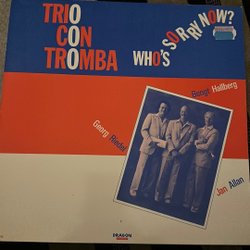 TRIO
CON
TROMBA
WHO'S
SORRY NOW?
Bengt Hallberg
Georg Riedel
Jan Allan
DRAGON